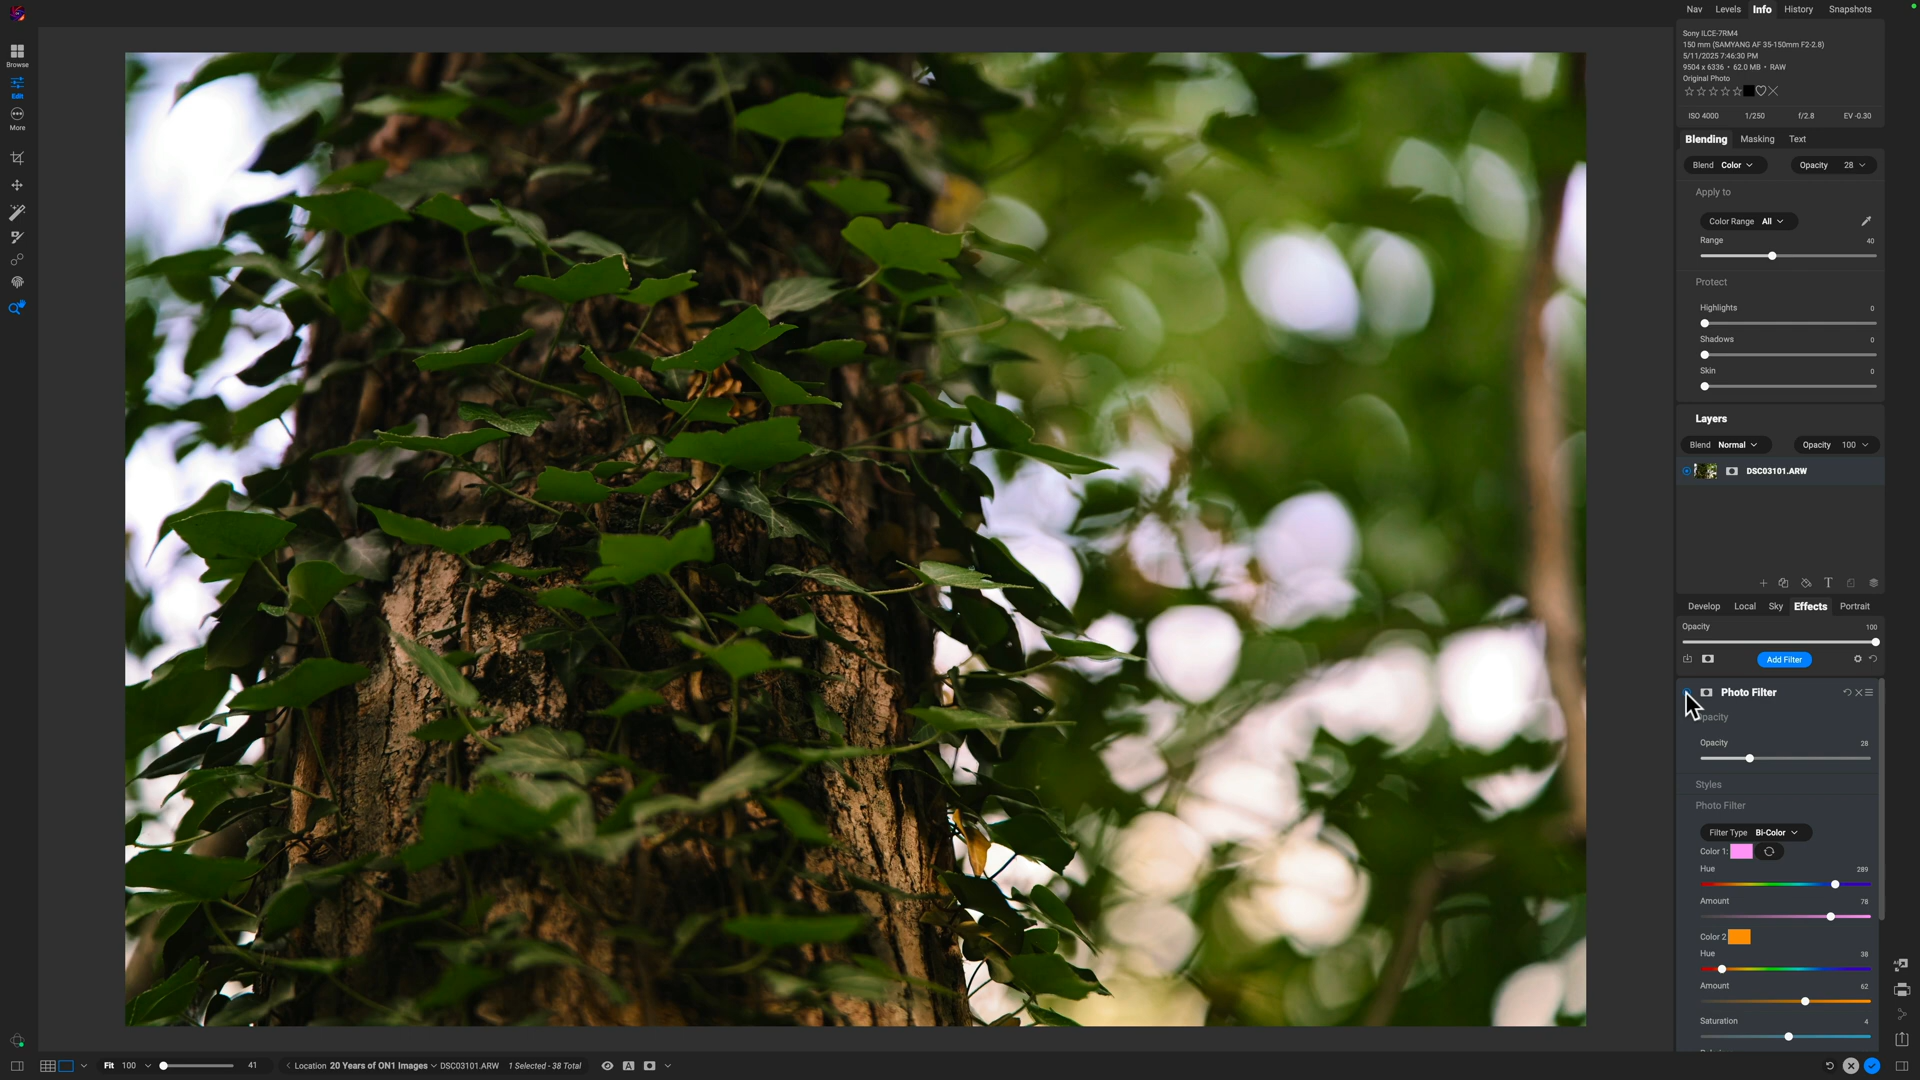 Nav Levels Info History Snapshots
Sony ILCE-7RM4
150 mm (SAMYANG AF 35-150mm F2-2.8)
5/11/2025 7:46:30 PM
9504 x 6336 • 62.0 MB • RAW
Original Photo
ISO 4000 1/250 f/2.8 EV -0.30
Browse
Edit
More
Blending Masking Text
Blend Color Opacity 28
Apply to
Color Range All
Range 40
Protect
Highlights 0
Shadows 0
Skin 0
Layers
Blend Normal Opacity 100
DSC03101.ARW
T
Develop Local Sky Effects Portrait
Opacity 100
Add Filter
Photo Filter
pacity
Opacity 28
Styles
Photo Filter
Filter Type Bi-Color
Color 1:
Hue 289
Amount 78
Color 2
Hue 38
Amount 62
Saturation 4
Fit 100 41 Location 20 Years of ON1 Images DSC03101.ARW 1 Selected - 38 Total A